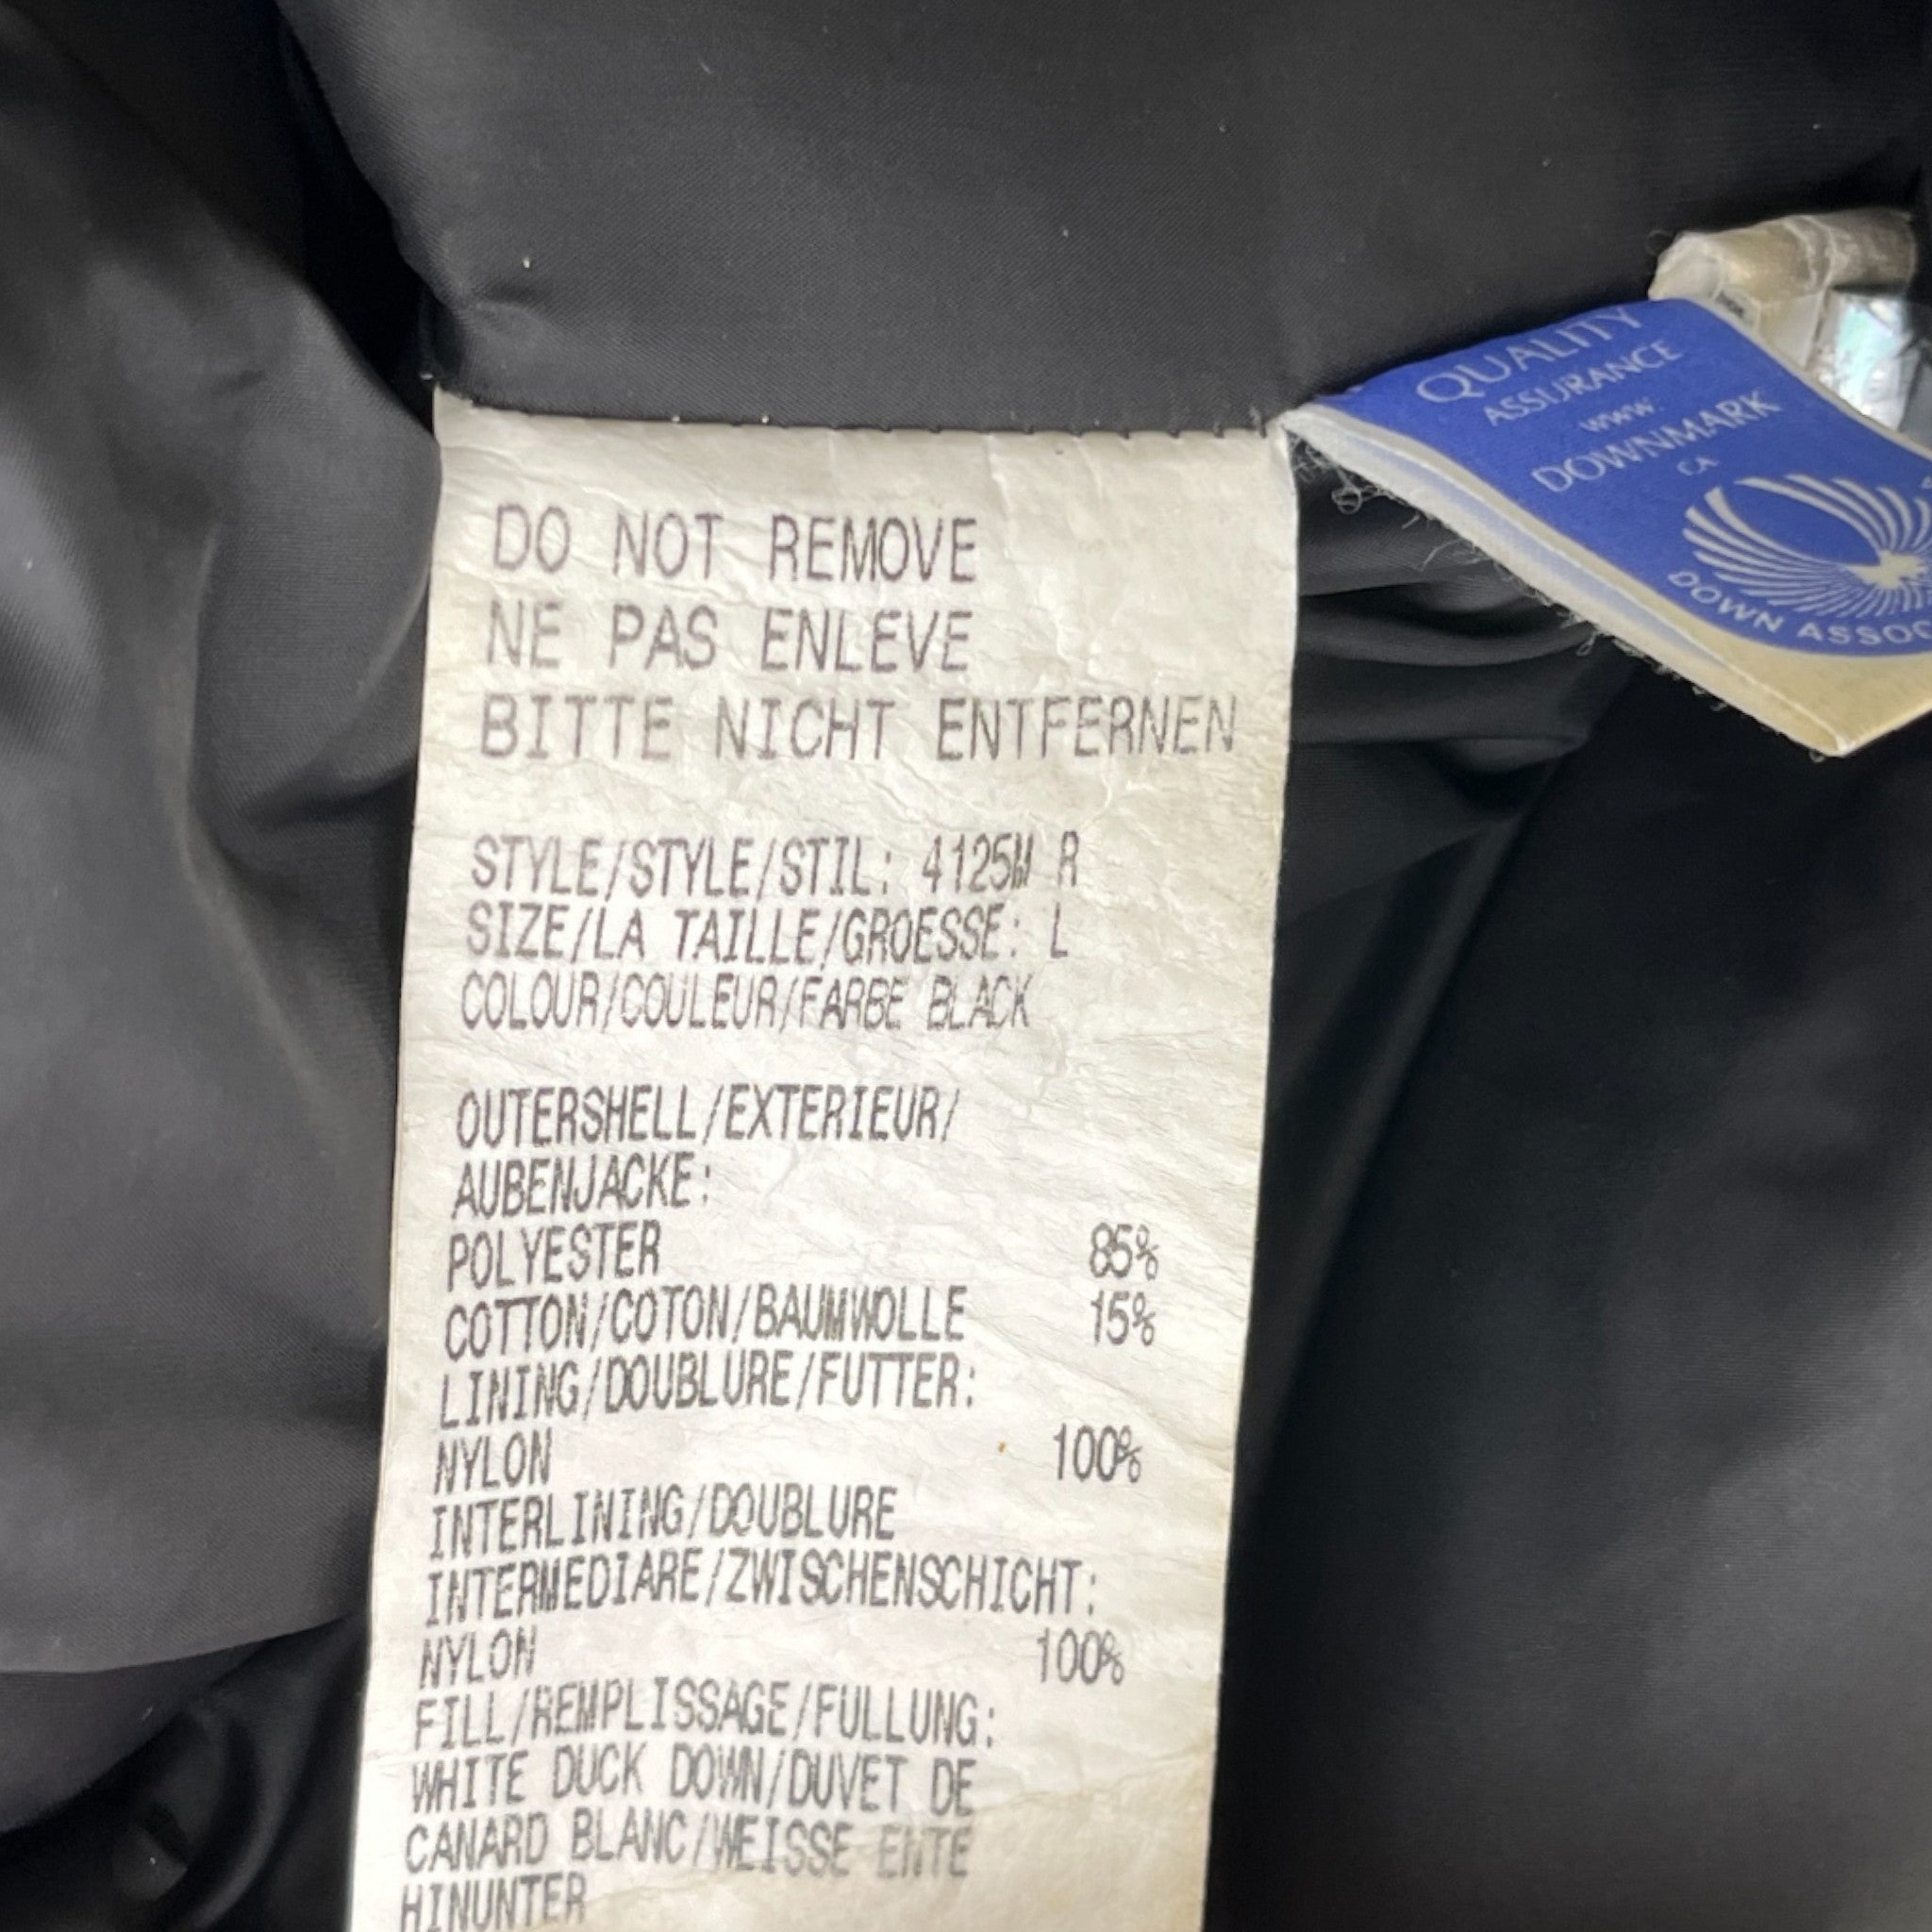 DO NOT REMOVE
NE PAS ENLEVE
BITTE NICHT ENTFERNEN
STYLE/STYLE/STIL: 4125M R
SIZE/LA TAILLE/GROESSE: L
COLOUR/COULEUR/FARBE BLACK
OUTERSHELL/EXTERIEUR/
AUBENJACKE:
POLYESTER 85%
COTTON/COTON/BAUMWOLLE 15%
LINING/DOUBLURE/FUTTER:
NYLON 100%
INTERLINING/DOUBLURE
INTERMEDIARE/ZWISCHENSCHICHT:
NYLON 100%
FILL/REMPLISSAGE/FULLUNG:
WHITE DUCK DOWN/DUVET DE
CANARD BLANC/WEISSE ENTE
HINUNTER
QUALITY
ASSURANCE
www.
DOWNMARK
CA
DOWN ASSOC